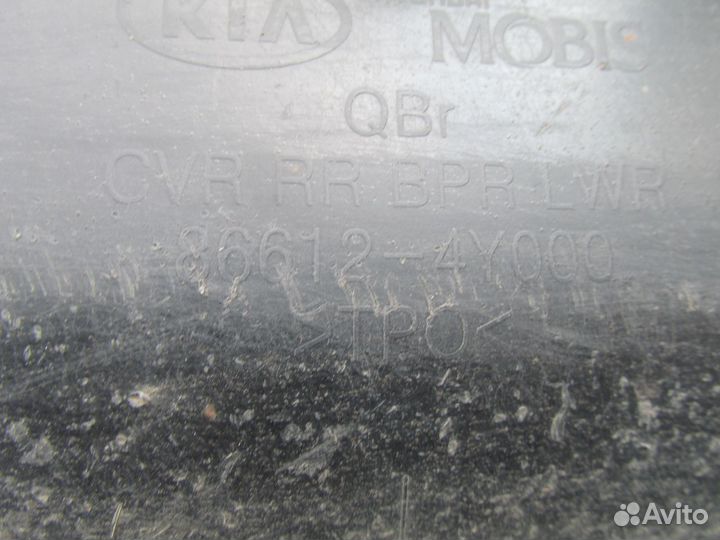 KIA
MOBIS
QBr
CVR RR BPR LWR
86612-4Y000
>TPO<
Avito